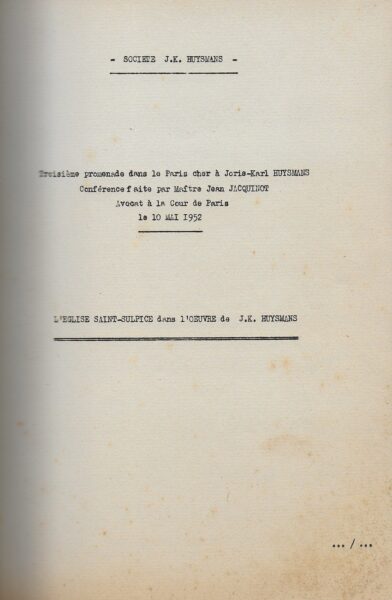 - SOCIETE J.K. HUYSMANS -
Troisième promenade dans le Paris cher à Joris-Karl HUYSMANS
Conférence faite par Maître Jean JACQUINOT
Avocat à la Cour de Paris
le 10 MAI 1952
L'EGLISE SAINT-SULPICE dans l'OEUVRE de J.K. HUYSMANS
... / ...